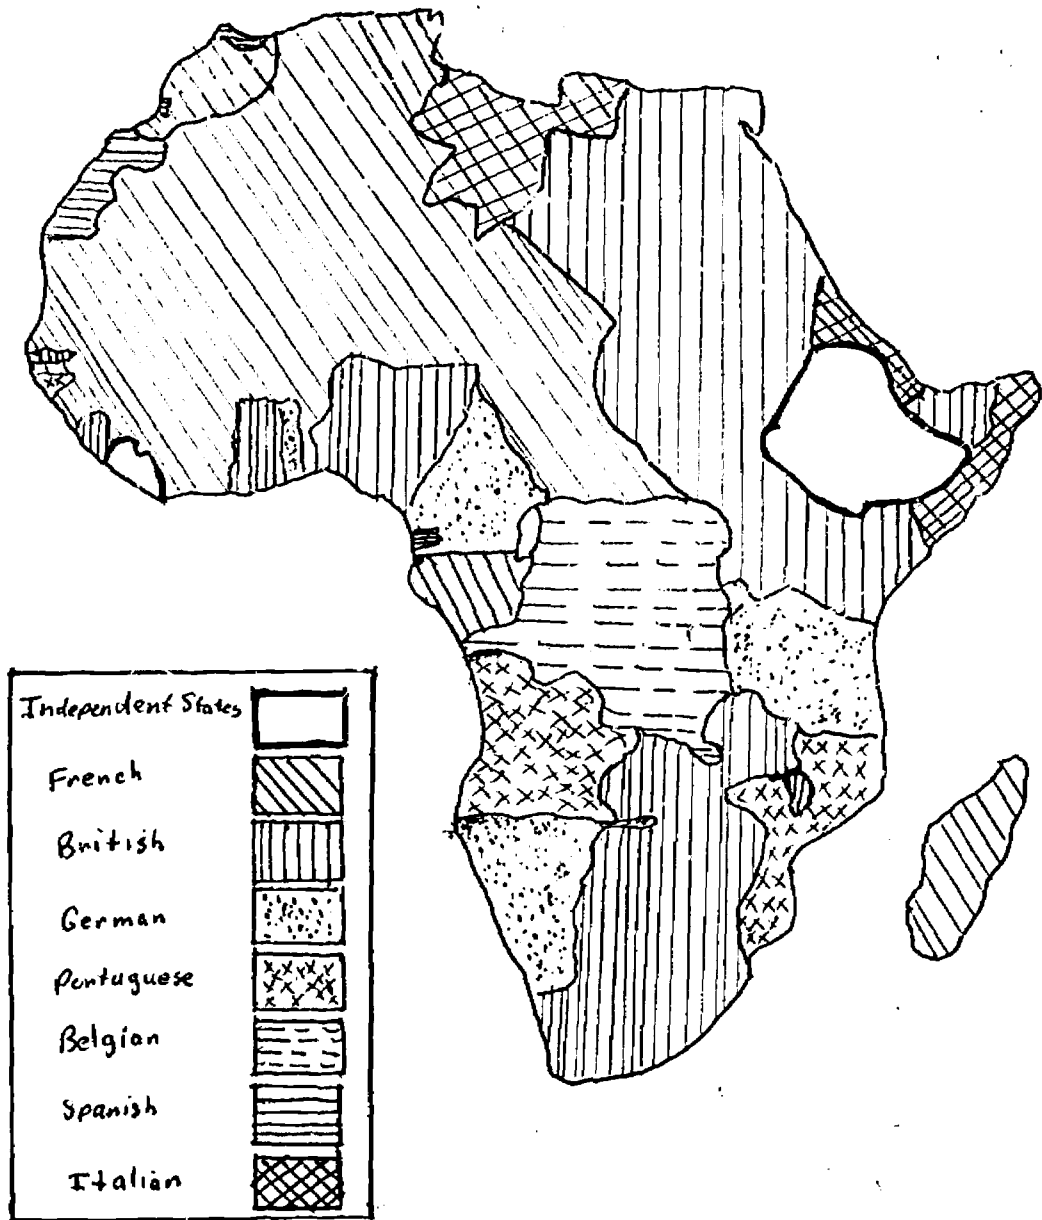 Independent States
French
British
German
Portuguese
Belgian
Spanish
Italian